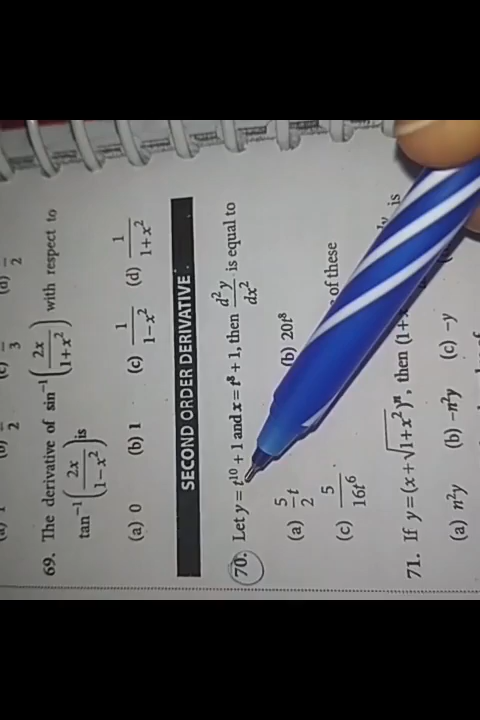 69. The derivative of sin⁻¹(2x/(1+x²)) with respect to
tan⁻¹(2x/(1−x²)) is
(a) 0 (b) 1 (c) 1/(1−x²) (d) 1/(1+x²)
SECOND ORDER DERIVATIVE
70. Let y = t¹⁰ + 1 and x = t⁸ + 1, then d²y/dx² is equal to
(a) 5/2 t (b) 20t⁸
(c) 5/(16t⁶) of these
71. If y = (x + √(1+x²))ⁿ, then (1+ is
(a) n²y (b) −n²y (c) −y